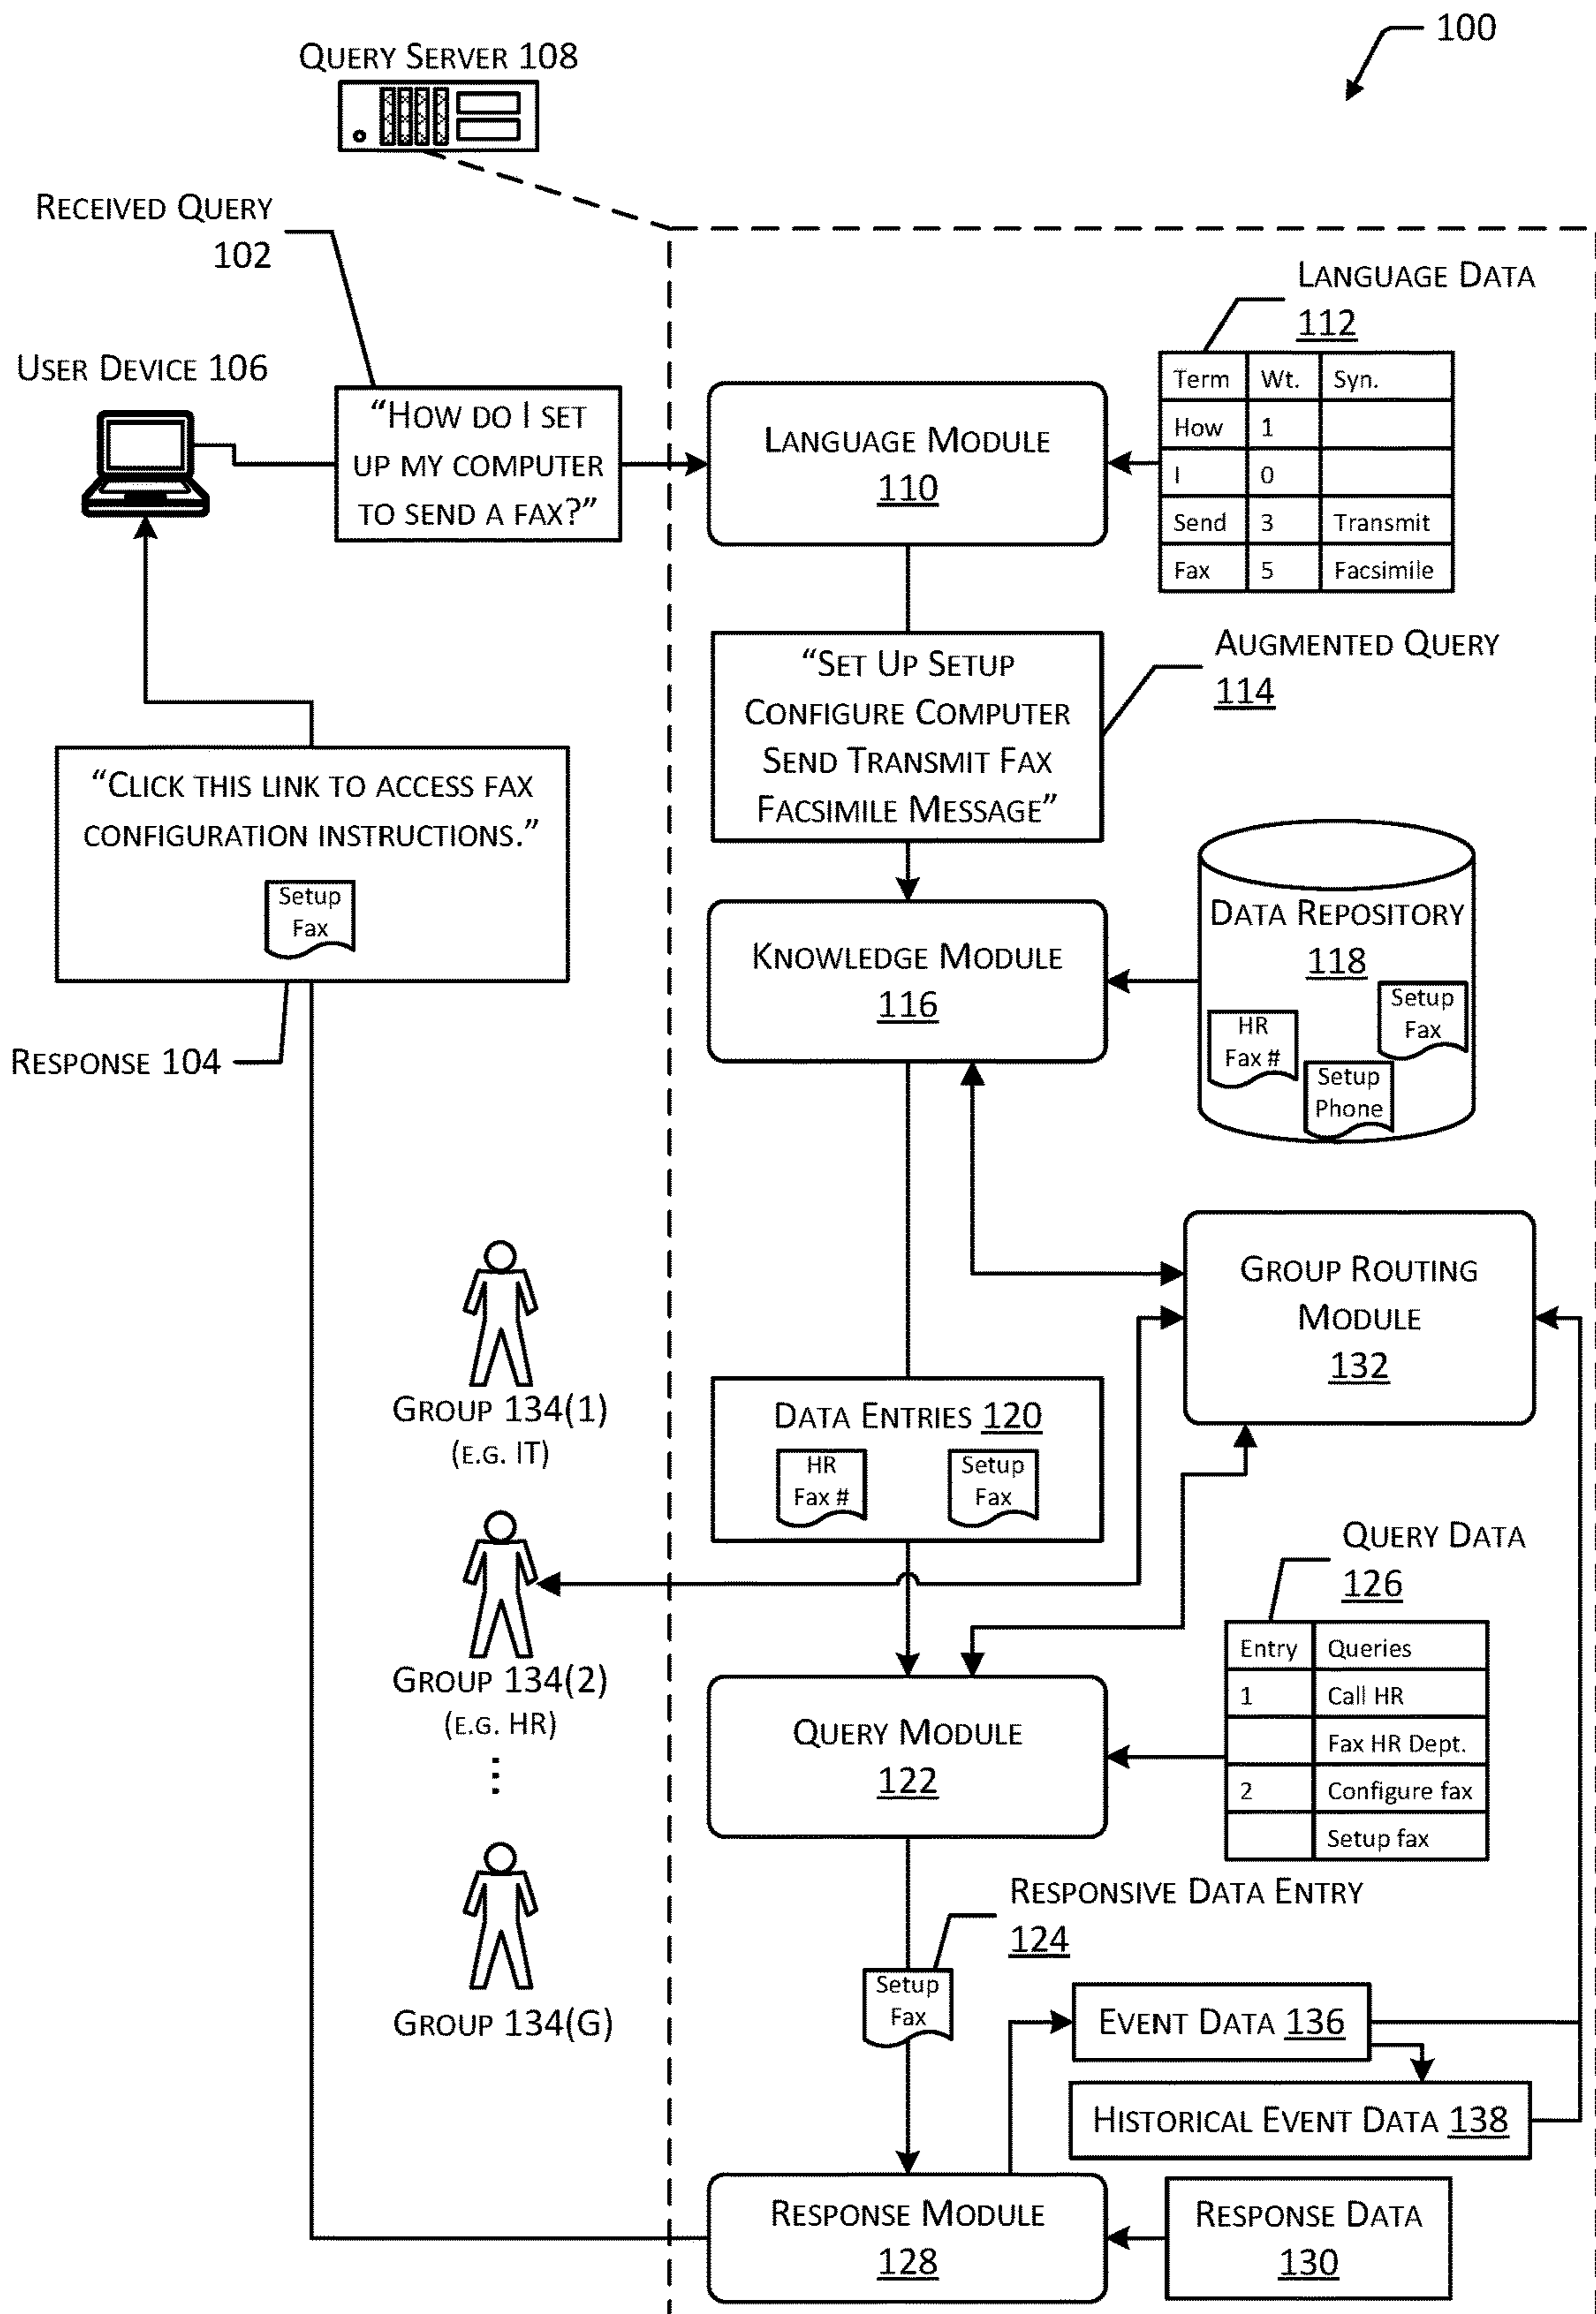 100
QUERY SERVER 108
RECEIVED QUERY
102
LANGUAGE DATA
112
USER DEVICE 106
“HOW DO I SET
UP MY COMPUTER
TO SEND A FAX?”
LANGUAGE MODULE
110
Term Wt. Syn.
How 1
I 0
Send 3 Transmit
Fax 5 Facsimile
“SET UP SETUP
CONFIGURE COMPUTER
SEND TRANSMIT FAX
FACSIMILE MESSAGE”
AUGMENTED QUERY
114
“CLICK THIS LINK TO ACCESS FAX
CONFIGURATION INSTRUCTIONS.”
Setup
Fax
RESPONSE 104
KNOWLEDGE MODULE
116
DATA REPOSITORY
118
HR
Fax #
Setup
Fax
Setup
Phone
GROUP ROUTING
MODULE
132
GROUP 134(1)
(E.G. IT)
DATA ENTRIES 120
HR
Fax #
Setup
Fax
QUERY DATA
126
GROUP 134(2)
(E.G. HR)
⋮
QUERY MODULE
122
Entry Queries
1 Call HR
Fax HR Dept.
2 Configure fax
Setup fax
GROUP 134(G)
RESPONSIVE DATA ENTRY
124
Setup
Fax
EVENT DATA 136
HISTORICAL EVENT DATA 138
RESPONSE MODULE
128
RESPONSE DATA
130